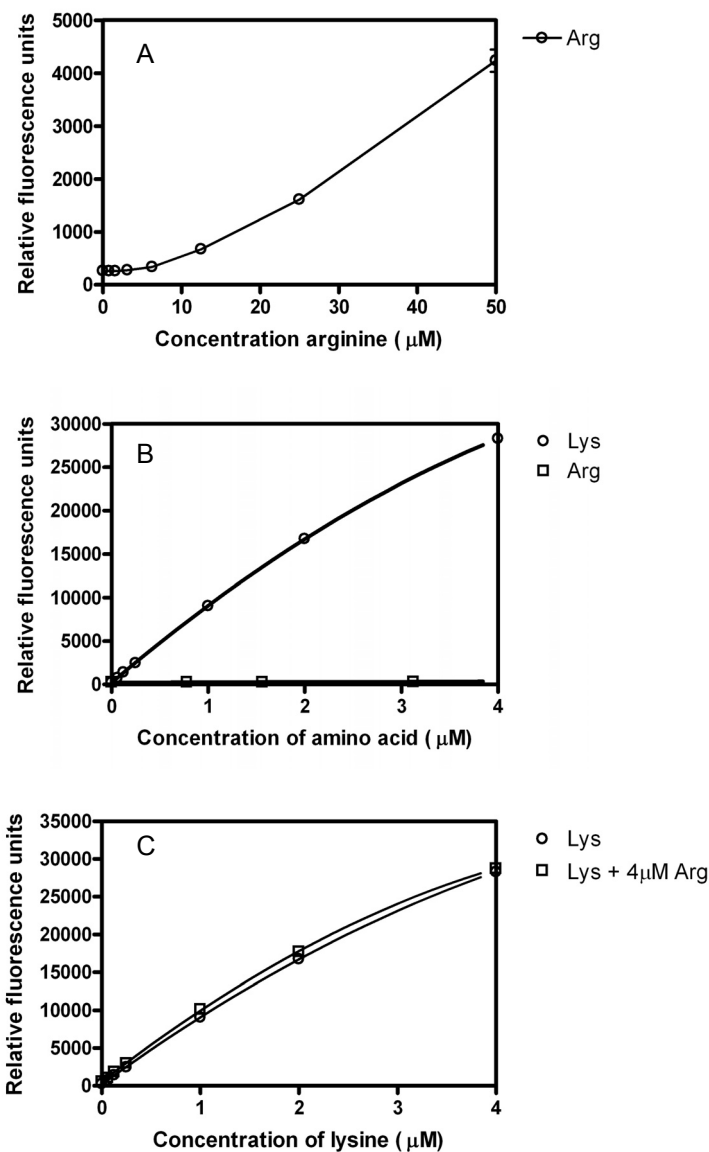 A
Arg
Relative fluorescence units
5000
4000
3000
2000
1000
0
0 10 20 30 40 50
Concentration arginine ( μM)
B
Lys
Arg
Relative fluorescence units
30000
25000
20000
15000
10000
5000
0
0 1 2 3 4
Concentration of amino acid ( μM)
C
Lys
Lys + 4μM Arg
Relative fluorescence units
35000
30000
25000
20000
15000
10000
5000
0
0 1 2 3 4
Concentration of lysine ( μM)